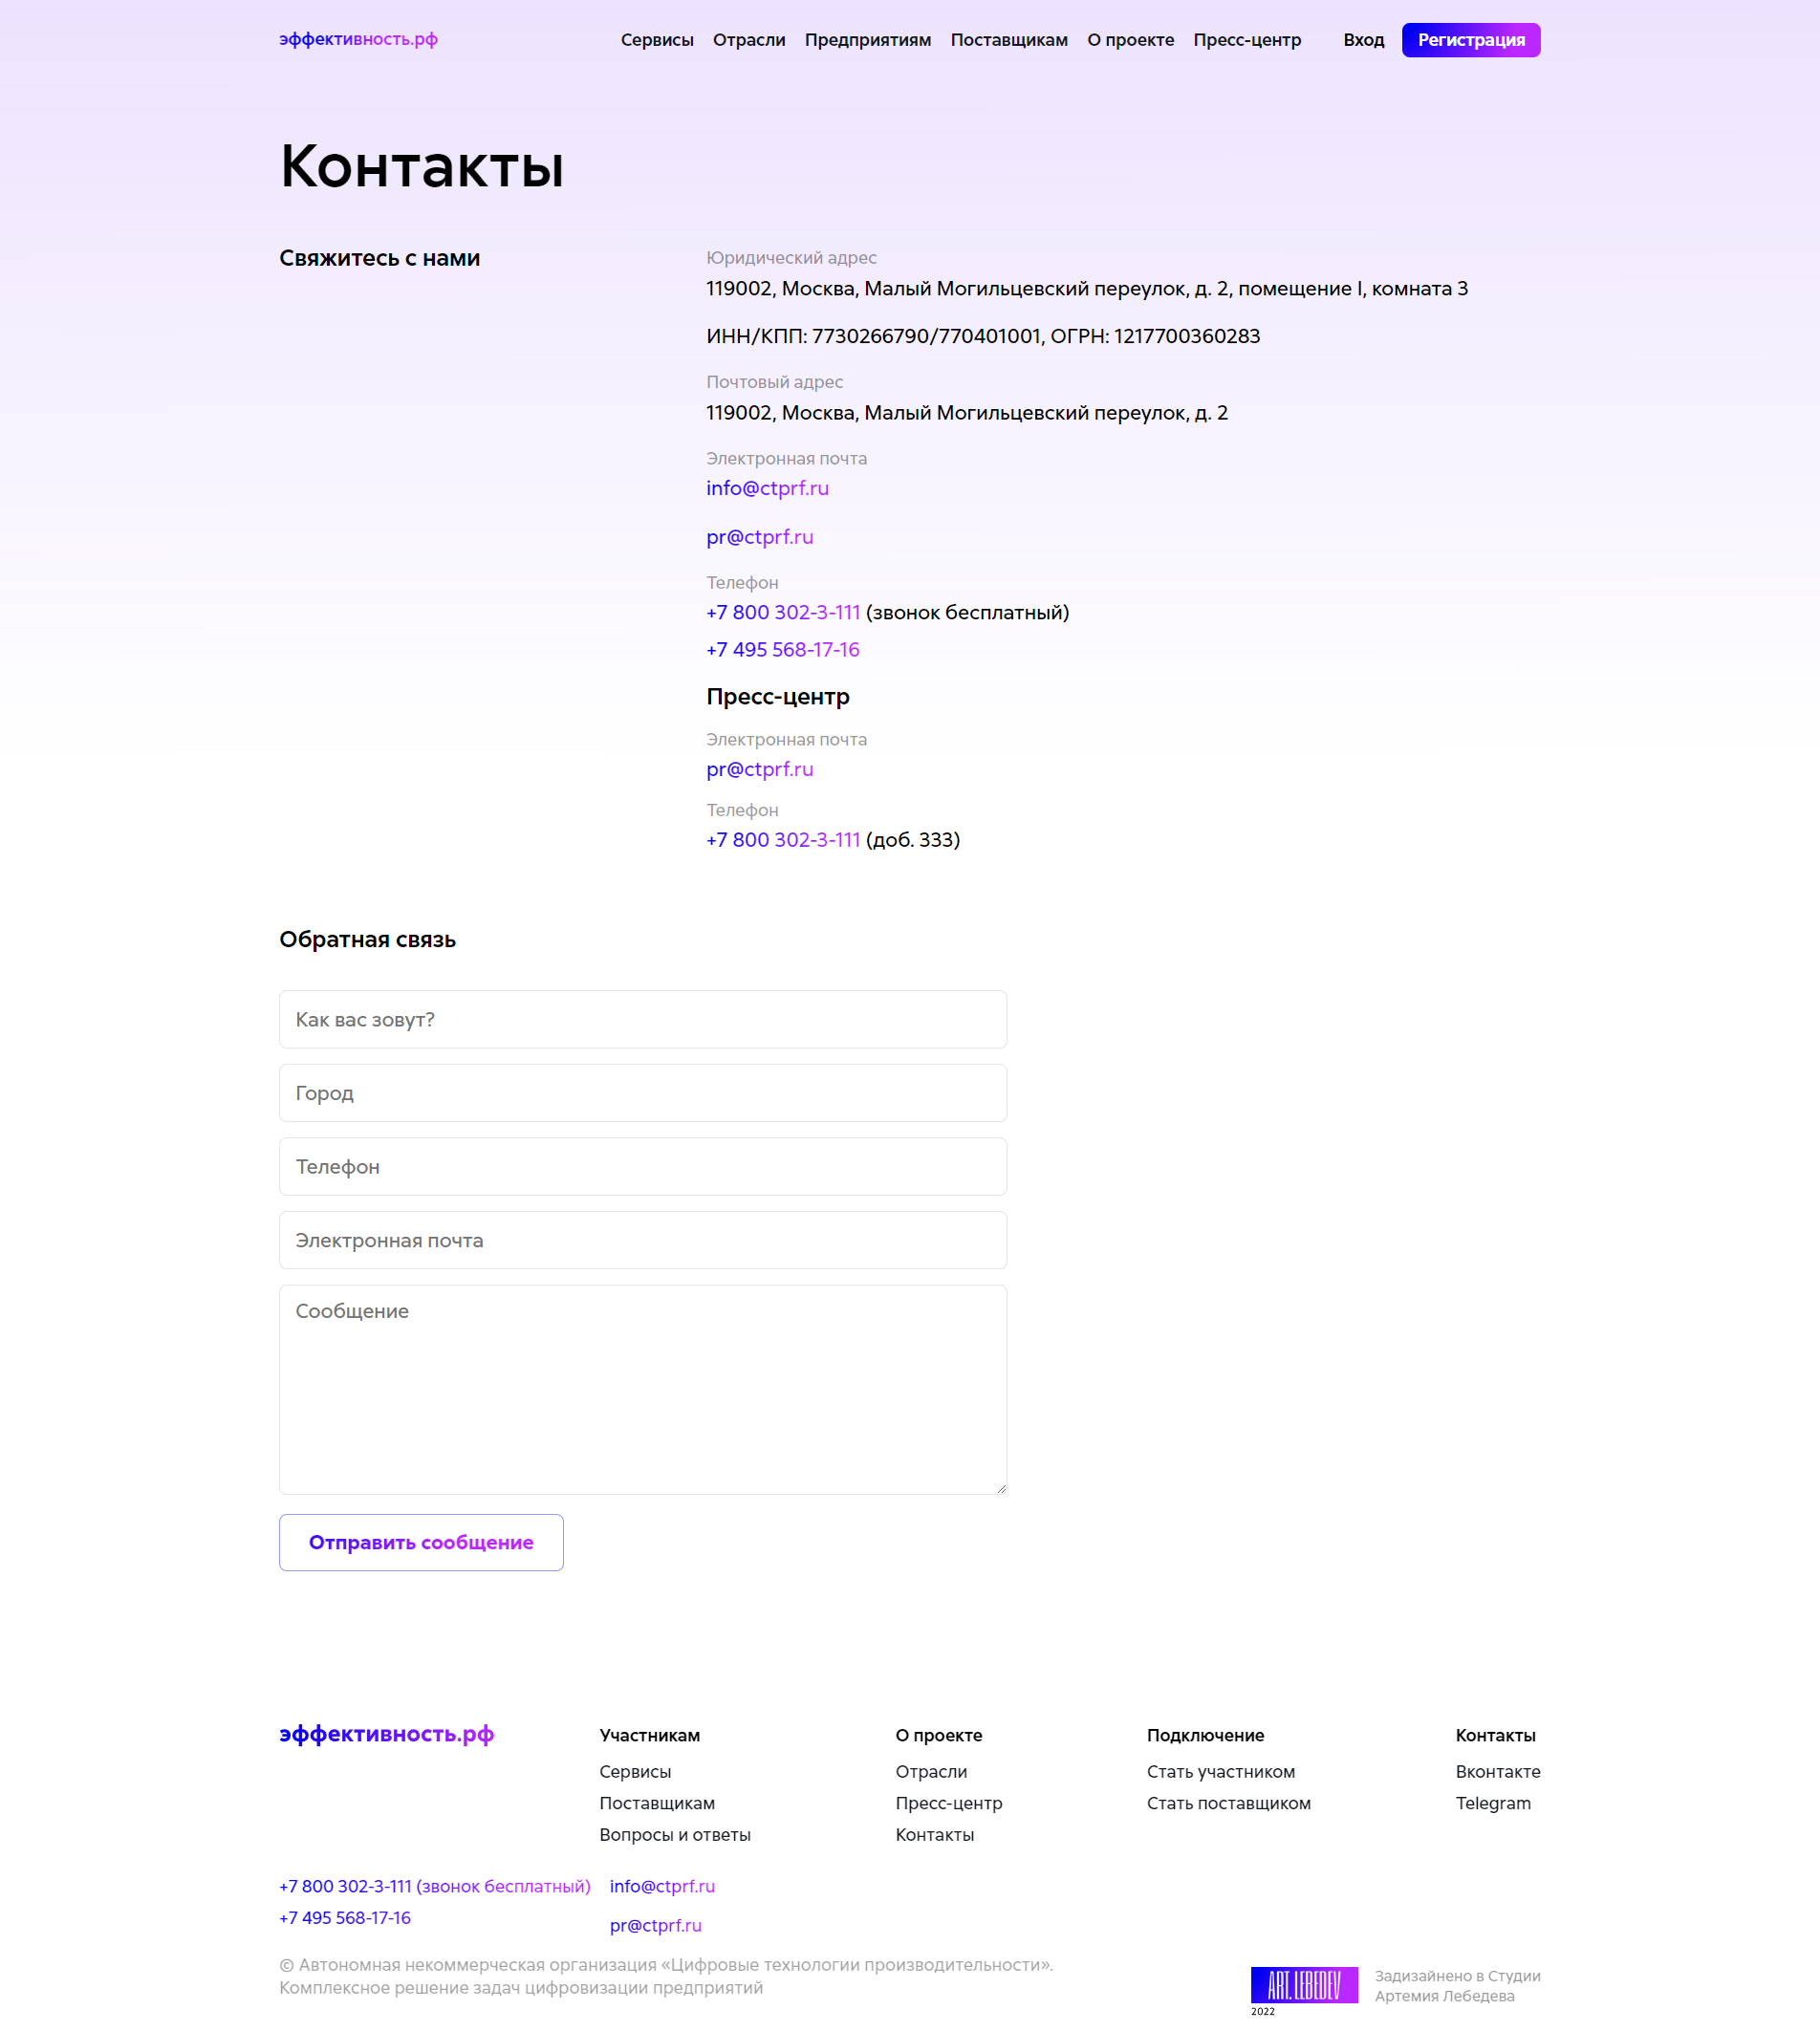 эффективность.рф
Сервисы Отрасли Предприятиям Поставщикам О проекте Пресс-центр Вход Регистрация
Контакты
Свяжитесь с нами
Юридический адрес
119002, Москва, Малый Могильцевский переулок, д. 2, помещение I, комната 3
ИНН/КПП: 7730266790/770401001, ОГРН: 1217700360283
Почтовый адрес
119002, Москва, Малый Могильцевский переулок, д. 2
Электронная почта
info@ctprf.ru
pr@ctprf.ru
Телефон
+7 800 302-3-111 (звонок бесплатный)
+7 495 568-17-16
Пресс-центр
Электронная почта
pr@ctprf.ru
Телефон
+7 800 302-3-111 (доб. 333)
Обратная связь
Как вас зовут?
Город
Телефон
Электронная почта
Сообщение
Отправить сообщение
эффективность.рф
Участникам
Сервисы
Поставщикам
Вопросы и ответы
О проекте
Отрасли
Пресс-центр
Контакты
Подключение
Стать участником
Стать поставщиком
Контакты
Вконтакте
Telegram
+7 800 302-3-111 (звонок бесплатный)
+7 495 568-17-16
info@ctprf.ru
pr@ctprf.ru
© Автономная некоммерческая организация «Цифровые технологии производительности».
Комплексное решение задач цифровизации предприятий
ART. LEBEDEV
2022
Задизайнено в Студии
Артемия Лебедева